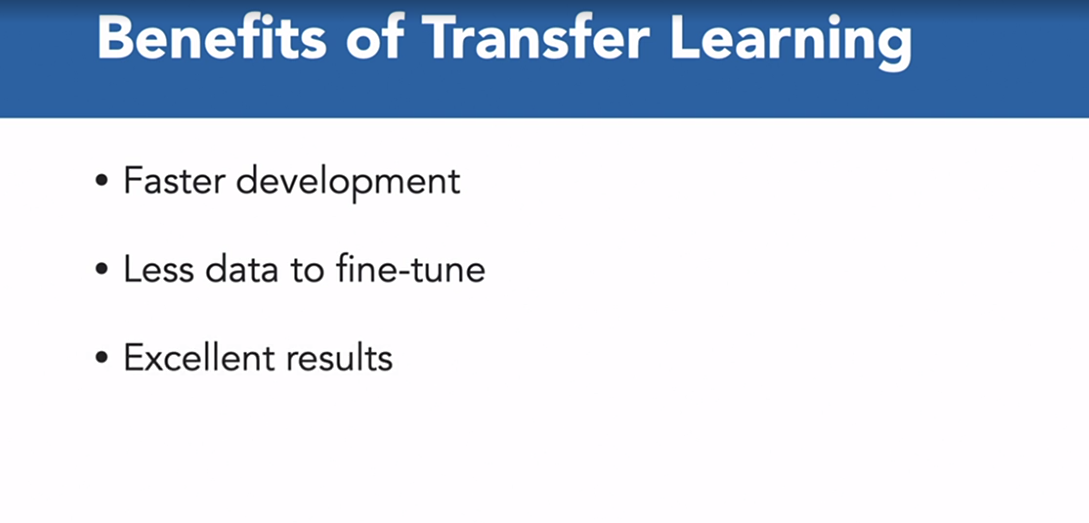 Benefits of Transfer Learning
• Faster development
• Less data to fine-tune
• Excellent results